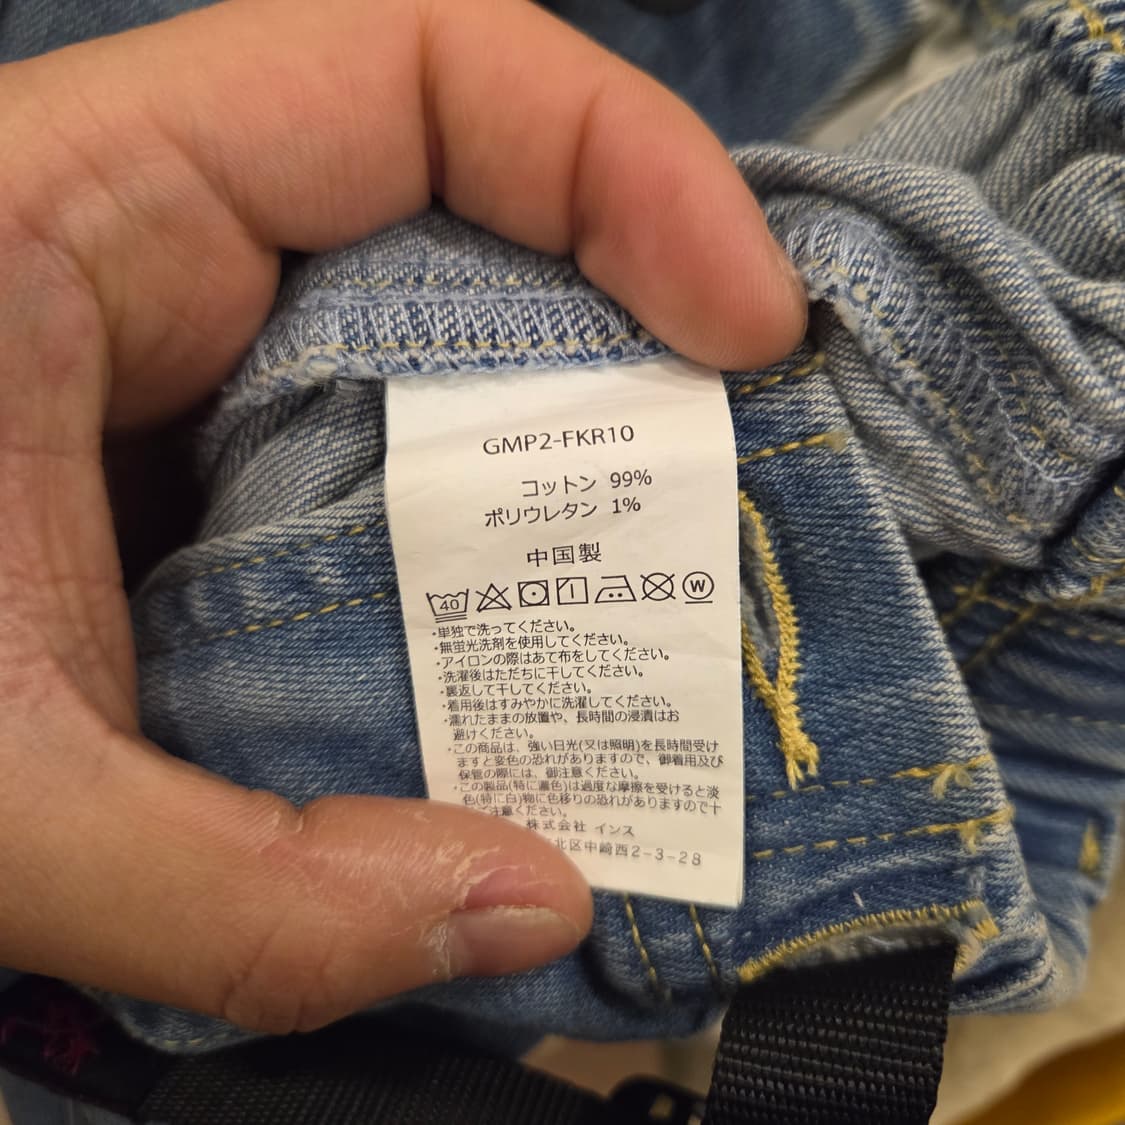 GMP2-FKR10
コットン 99%
ポリウレタン 1%
中国製
40
W
・単独で洗ってください。
・無蛍光洗剤を使用してください。
・アイロンの際はあて布をしてください。
・洗濯後はただちに干してください。
・裏返して干してください。
・着用後はすみやかに洗濯してください。
・濡れたままの放置や、長時間の浸漬はお
避けください。
・この商品は、強い日光(又は照明)を長時間受け
ますと変色の恐れがありますので、御着用及び
保管の際には、御注意ください。
・この製品(特に濃色)は過度な摩擦を受けると淡
色(特に白)物に色移りの恐れがありますので十
ご注意ください。
株式会社 インス
北区中崎西2-3-28